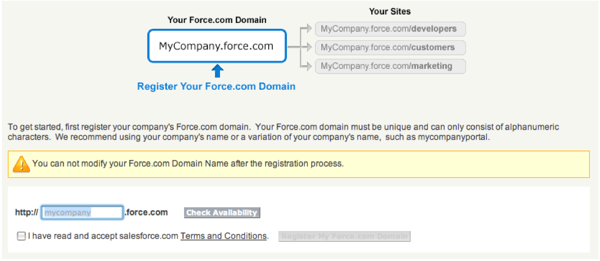 Your Force.com Domain
Your Sites
MyCompany.force.com
MyCompany.force.com/developers
MyCompany.force.com/customers
MyCompany.force.com/marketing
Register Your Force.com Domain
To get started, first register your company's Force.com domain. Your Force.com domain must be unique and can only consist of alphanumeric
characters. We recommend using your company's name or a variation of your company's name, such as mycompanyportal.
You can not modify your Force.com Domain Name after the registration process.
http:// mycompany .force.com Check Availability
I have read and accept salesforce.com Terms and Conditions. Register My Force.com Domain